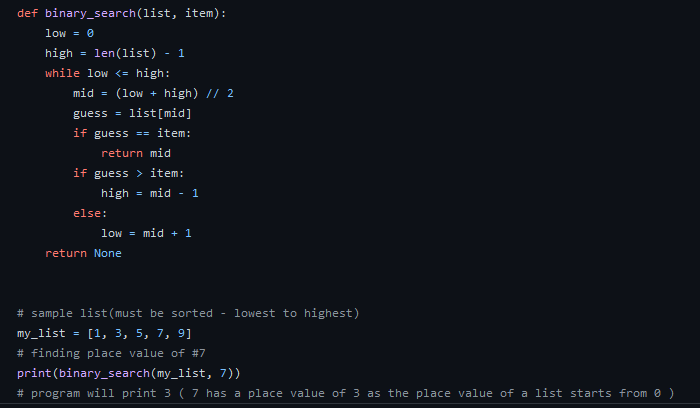 def binary_search(list, item):
    low = 0
    high = len(list) - 1
    while low <= high:
        mid = (low + high) // 2
        guess = list[mid]
        if guess == item:
            return mid
        if guess > item:
            high = mid - 1
        else:
            low = mid + 1
    return None
# sample list(must be sorted - lowest to highest)
my_list = [1, 3, 5, 7, 9]
# finding place value of #7
print(binary_search(my_list, 7))
# program will print 3 ( 7 has a place value of 3 as the place value of a list starts from 0 )